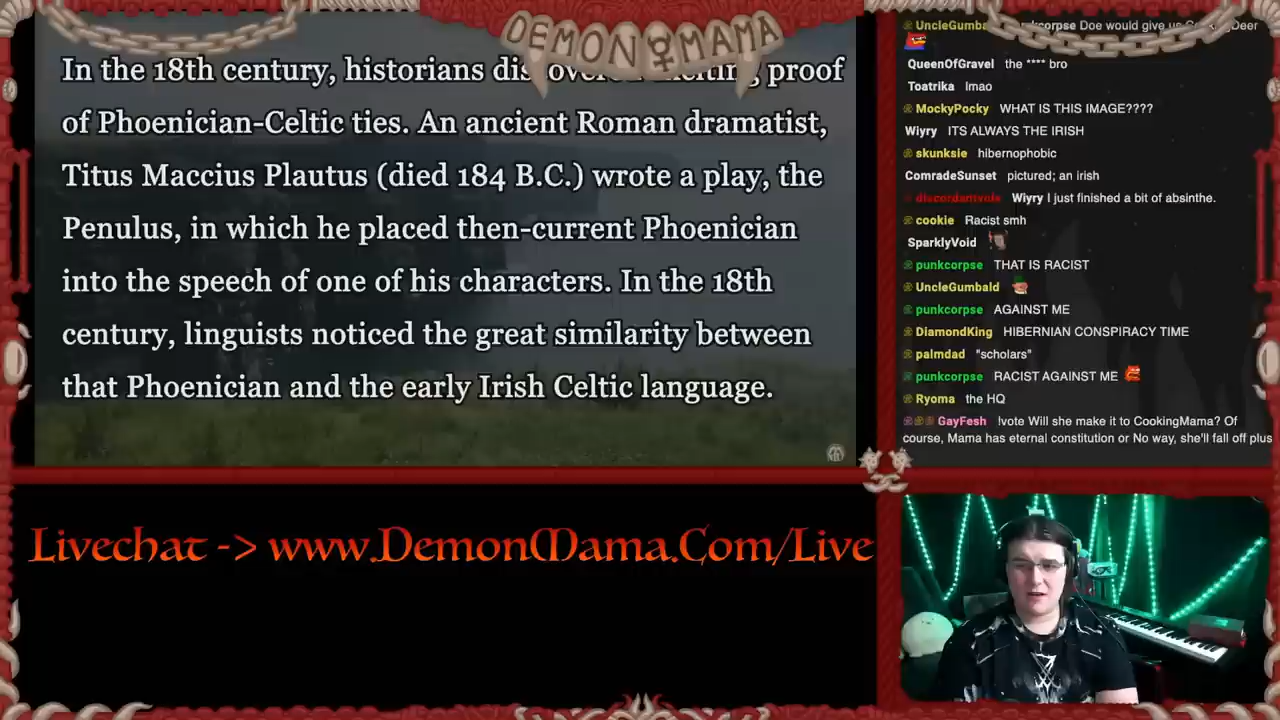 DEMON MAMA
In the 18th century, historians proof
of Phoenician-Celtic ties. An ancient Roman dramatist,
Titus Maccius Plautus (died 184 B.C.) wrote a play, the
Penulus, in which he placed then-current Phoenician
into the speech of one of his characters. In the 18th
century, linguists noticed the great similarity between
that Phoenician and the early Irish Celtic language.
Doe would give us Deer
QueenOfGravel the **** bro
Toatrika lmao
MockyPocky WHAT IS THIS IMAGE????
Wiyry ITS ALWAYS THE IRISH
skunksie hibernophobic
ComradeSunset pictured; an irish
Wiyry I just finished a bit of absinthe.
cookie Racist smh
SparklyVoid
punkcorpse THAT IS RACIST
UncleGumbald
punkcorpse AGAINST ME
DiamondKing HIBERNIAN CONSPIRACY TIME
palmdad "scholars"
punkcorpse RACIST AGAINST ME
Ryoma the HQ
GayFesh !vote Will she make it to CookingMama? Of
course, Mama has eternal constitution or No way, she'll fall off plus
Livechat -> www.DemonMama.Com/Live